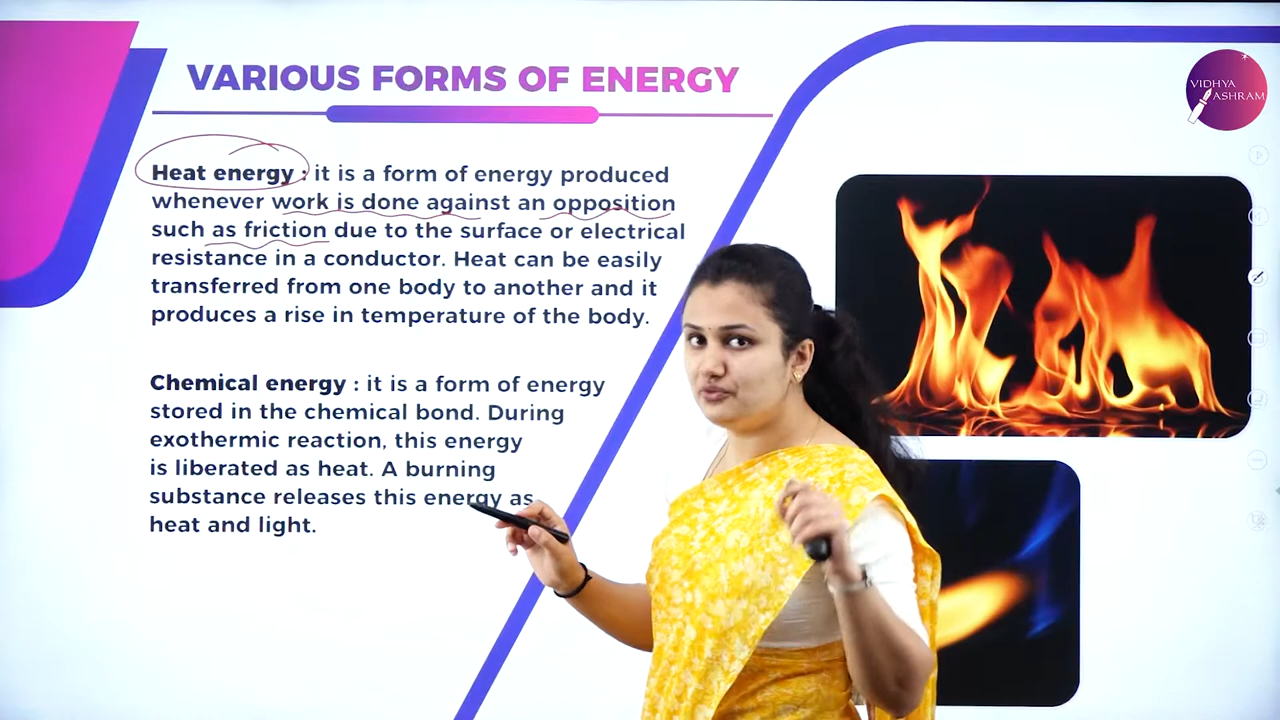 VARIOUS FORMS OF ENERGY
VIDHYA
ASHRAM
Heat energy : it is a form of energy produced
whenever work is done against an opposition
such as friction due to the surface or electrical
resistance in a conductor. Heat can be easily
transferred from one body to another and it
produces a rise in temperature of the body.
Chemical energy : it is a form of energy
stored in the chemical bond. During
exothermic reaction, this energy
is liberated as heat. A burning
substance releases this energy as
heat and light.